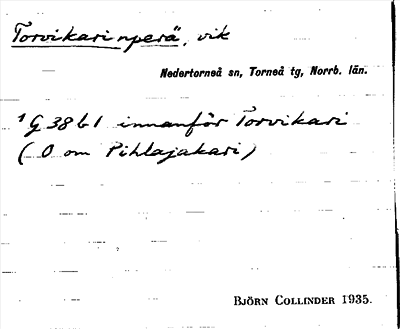 Torvikarinperä, vik
Nedertorneå sn, Torneå tg, Norrb. län.
¹ G 38 b 1 innanför Torvikari
(O om Pihlajakari)
BJÖRN COLLINDER 1935.